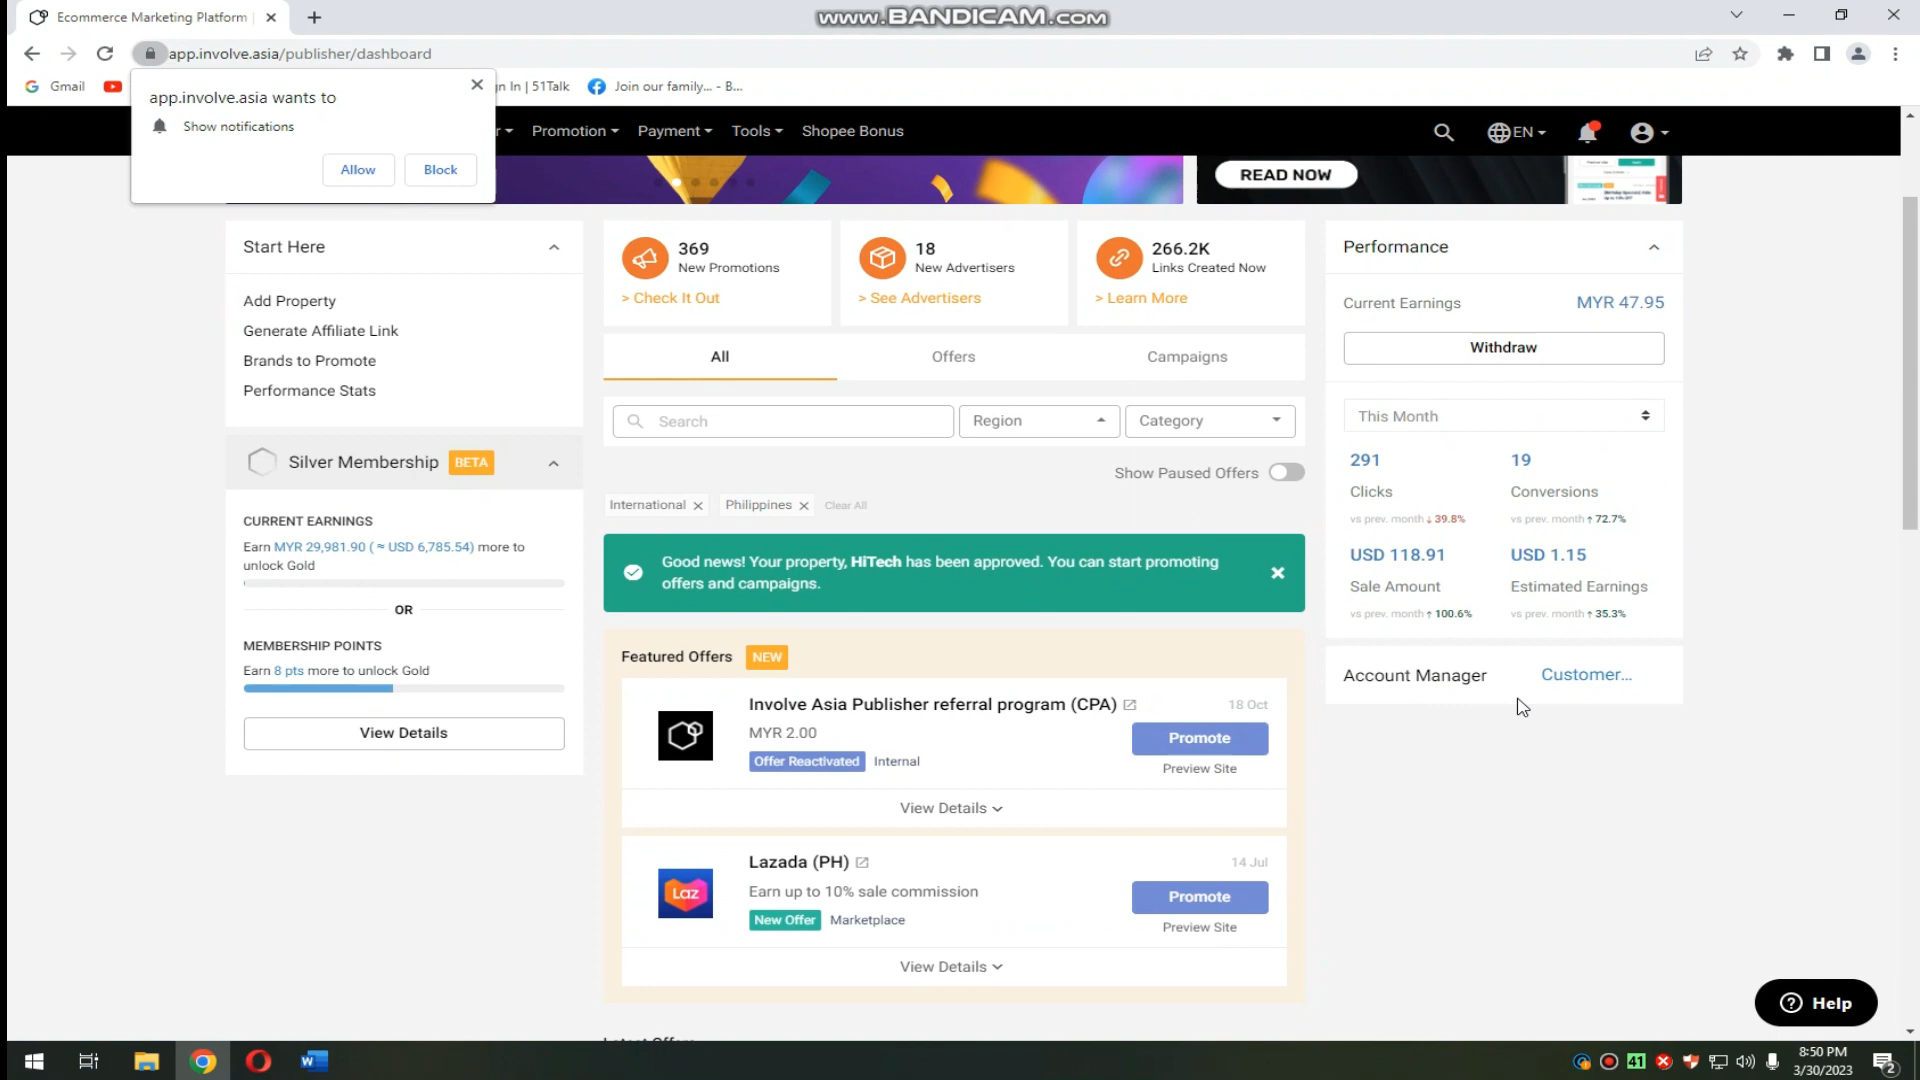 Ecommerce Marketing Platform
www.BANDICAM.com
app.involve.asia/publisher/dashboard
Gmail
n In | 51Talk
Join our family... - B...
app.involve.asia wants to
Show notifications
Allow
Block
r
Promotion
Payment
Tools
Shopee Bonus
EN
READ NOW
Start Here
Add Property
Generate Affiliate Link
Brands to Promote
Performance Stats
Silver Membership BETA
CURRENT EARNINGS
Earn MYR 29,981.90 ( ≈ USD 6,785.54) more to
unlock Gold
OR
MEMBERSHIP POINTS
Earn 8 pts more to unlock Gold
View Details
369
New Promotions
> Check It Out
18
New Advertisers
> See Advertisers
266.2K
Links Created Now
> Learn More
All
Offers
Campaigns
Search
Region
Category
Show Paused Offers
International
Philippines
Clear All
Good news! Your property, HiTech has been approved. You can start promoting
offers and campaigns.
Featured Offers NEW
Involve Asia Publisher referral program (CPA)
18 Oct
MYR 2.00
Promote
Offer Reactivated Internal
Preview Site
View Details
Laz
Lazada (PH)
14 Jul
Earn up to 10% sale commission
Promote
New Offer Marketplace
Preview Site
View Details
Performance
Current Earnings MYR 47.95
Withdraw
This Month
291
Clicks
vs prev. month 39.8%
19
Conversions
vs prev. month 72.7%
USD 118.91
Sale Amount
vs prev. month 100.6%
USD 1.15
Estimated Earnings
vs prev. month 35.3%
Account Manager Customer...
Help
41
8:50 PM
3/30/2023
2